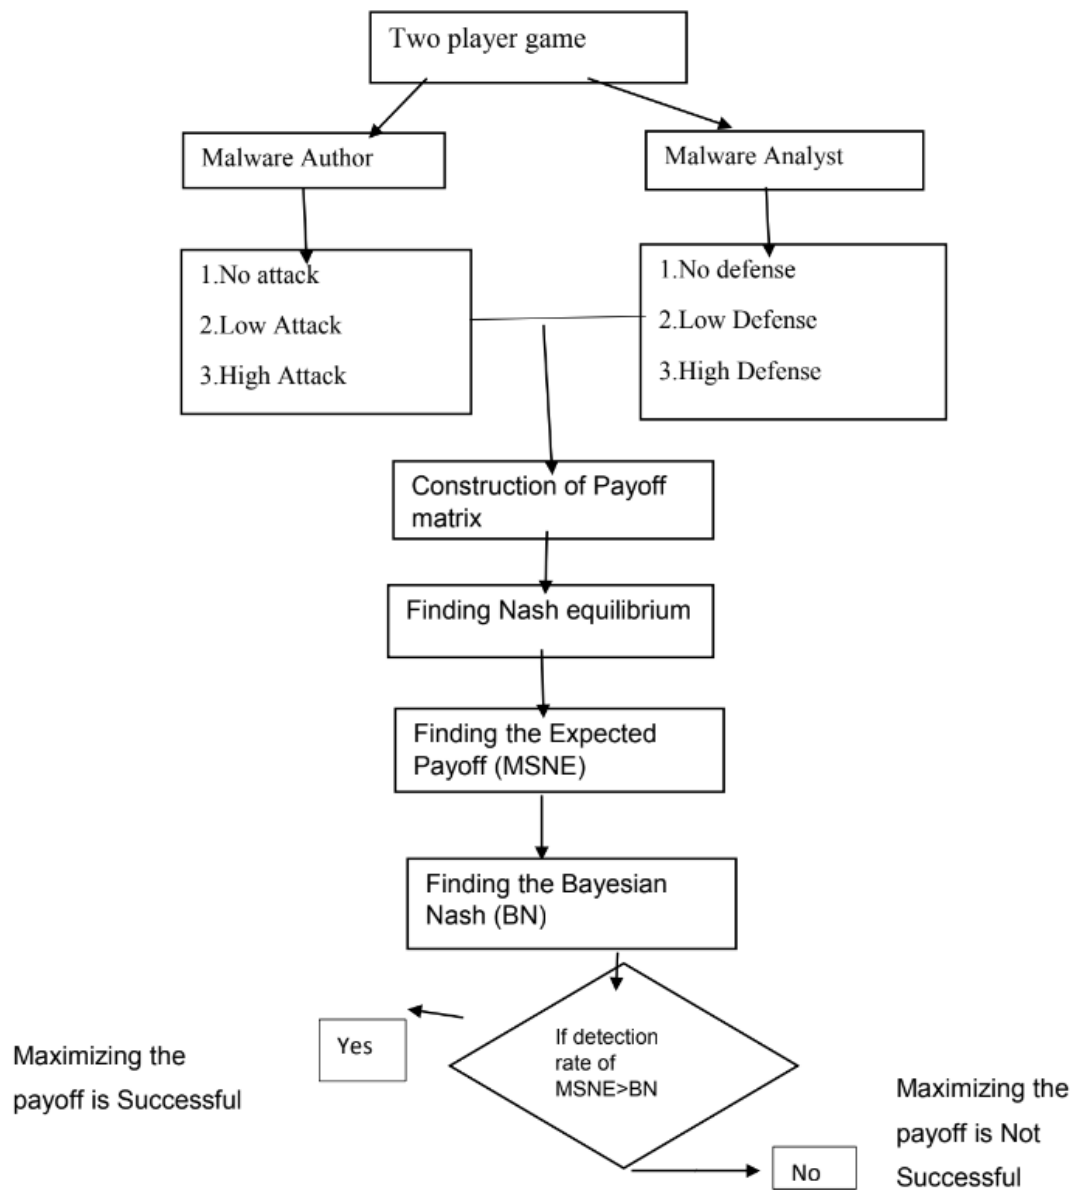 Two player game
Malware Author
Malware Analyst
1.No attack
2.Low Attack
3.High Attack
1.No defense
2.Low Defense
3.High Defense
Construction of Payoff
matrix
Finding Nash equilibrium
Finding the Expected
Payoff (MSNE)
Finding the Bayesian
Nash (BN)
If detection
rate of
MSNE>BN
Yes
Maximizing the
payoff is Successful
No
Maximizing the
payoff is Not
Successful